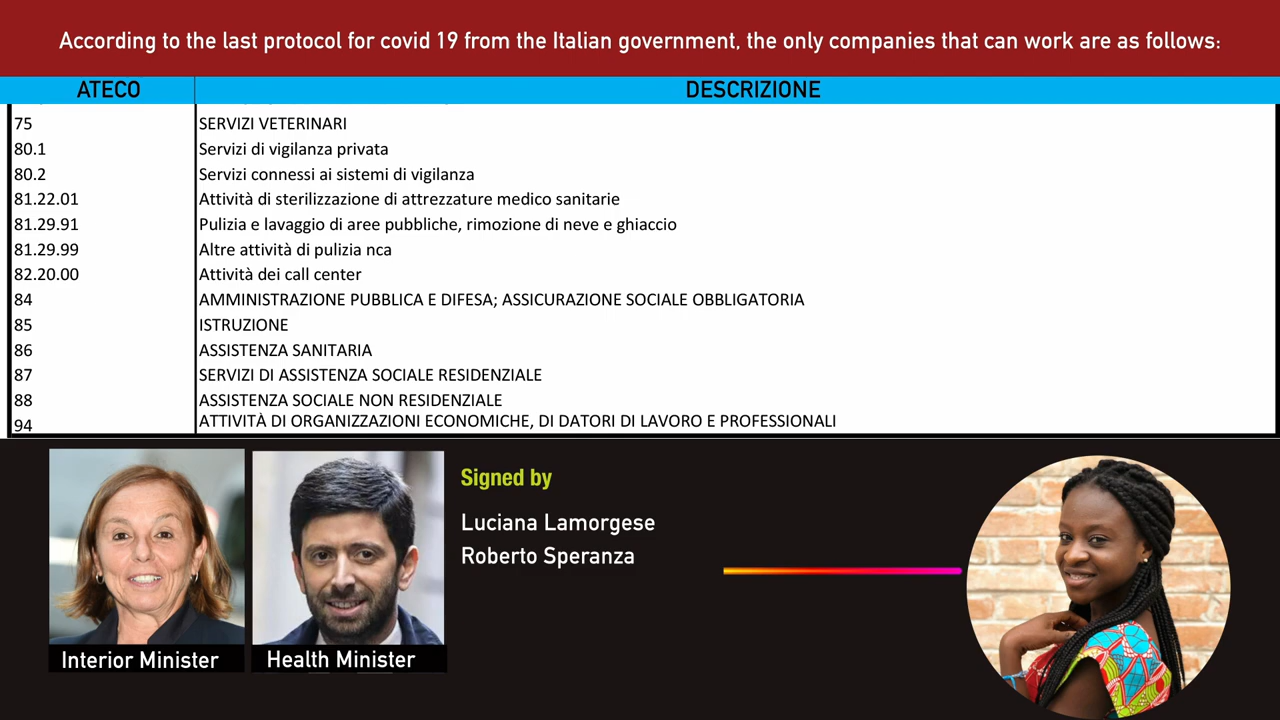 According to the last protocol for covid 19 from the Italian government, the only companies that can work are as follows:
ATECO DESCRIZIONE
75 SERVIZI VETERINARI
80.1 Servizi di vigilanza privata
80.2 Servizi connessi ai sistemi di vigilanza
81.22.01 Attività di sterilizzazione di attrezzature medico sanitarie
81.29.91 Pulizia e lavaggio di aree pubbliche, rimozione di neve e ghiaccio
81.29.99 Altre attività di pulizia nca
82.20.00 Attività dei call center
84 AMMINISTRAZIONE PUBBLICA E DIFESA; ASSICURAZIONE SOCIALE OBBLIGATORIA
85 ISTRUZIONE
86 ASSISTENZA SANITARIA
87 SERVIZI DI ASSISTENZA SOCIALE RESIDENZIALE
88 ASSISTENZA SOCIALE NON RESIDENZIALE
94 ATTIVITÀ DI ORGANIZZAZIONI ECONOMICHE, DI DATORI DI LAVORO E PROFESSIONALI
Signed by
Luciana Lamorgese
Roberto Speranza
Interior Minister
Health Minister